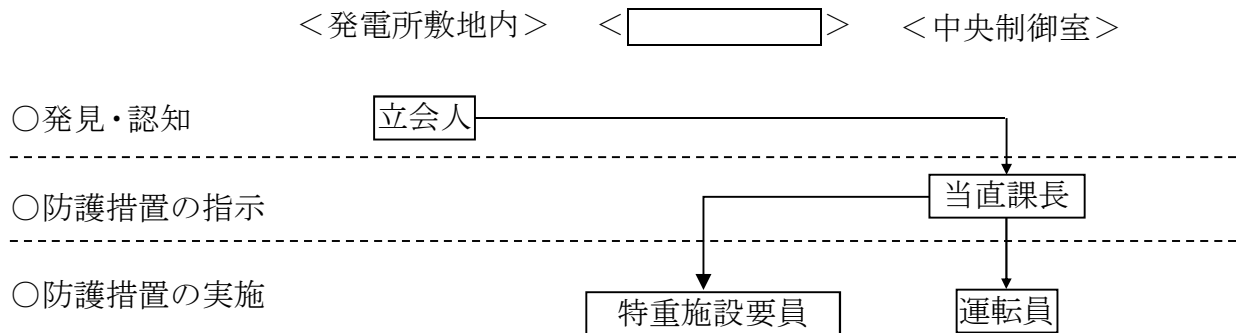 ＜発電所敷地内＞ ＜ ＞ ＜中央制御室＞
○発見・認知 立会人
当直課長
○防護措置の指示
○防護措置の実施 特重施設要員 運転員